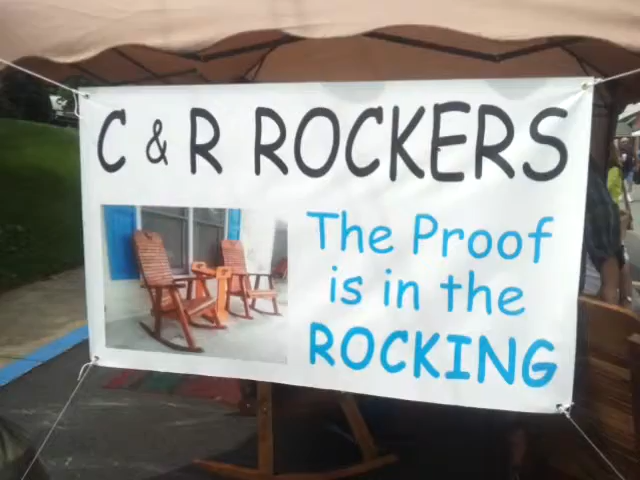 C & R ROCKERS
The Proof
is in the
ROCKING